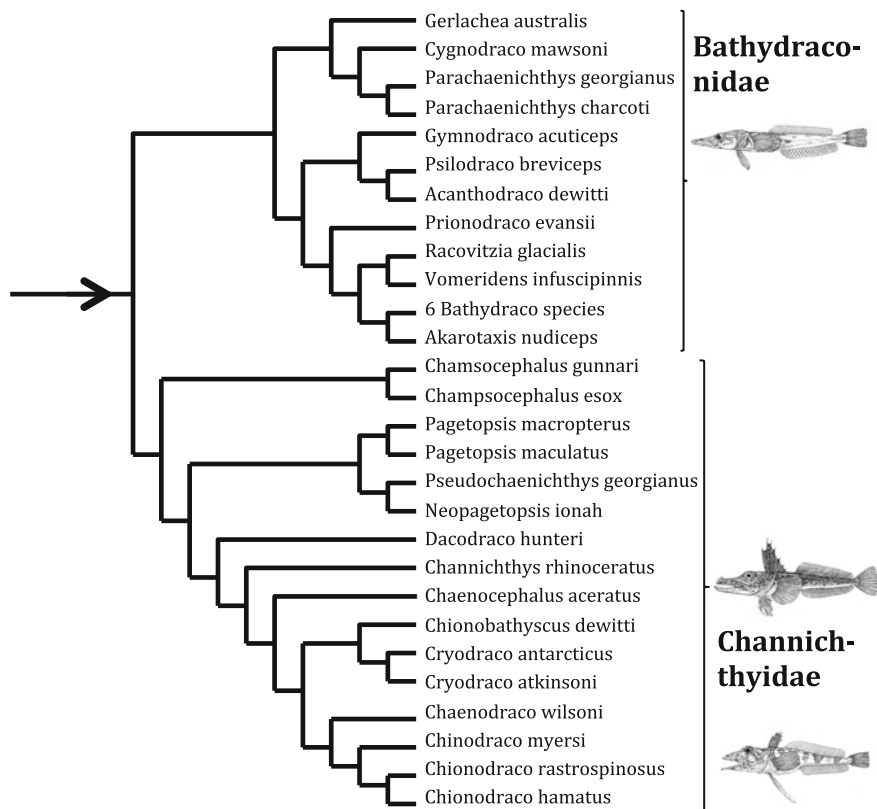 Gerlachea australis
Cygnodraco mawsoni
Parachaenichthys georgianus
Parachaenichthys charcoti
Gymnodraco acuticeps
Psilodraco breviceps
Acanthodraco dewitti
Prionodraco evansii
Racovitzia glacialis
Vomeridens infuscipinnis
6 Bathydraco species
Akarotaxis nudiceps
Bathydraco-
nidae
Chamsocephalus gunnari
Champsocephalus esox
Pagetopsis macropterus
Pagetopsis maculatus
Pseudochaenichthys georgianus
Neopagetopsis ionah
Dacodraco hunteri
Channichthys rhinoceratus
Chaenocephalus aceratus
Chionobathyscus dewitti
Cryodraco antarcticus
Cryodraco atkinsoni
Chaenodraco wilsoni
Chinodraco myersi
Chionodraco rastrospinosus
Chionodraco hamatus
Channich-
thyidae